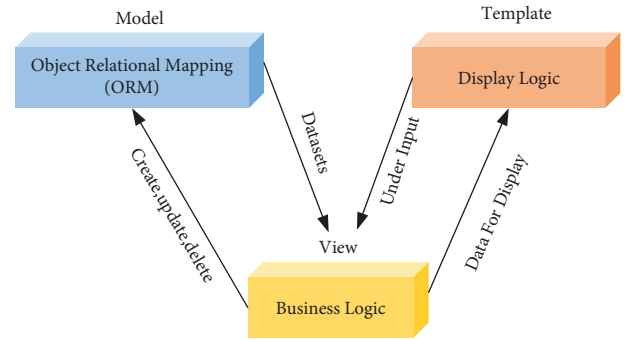 Model
Template
Object Relational Mapping
(ORM)
Display Logic
Datasets
Under Input
Create,update,delete
Data For Display
View
Business Logic